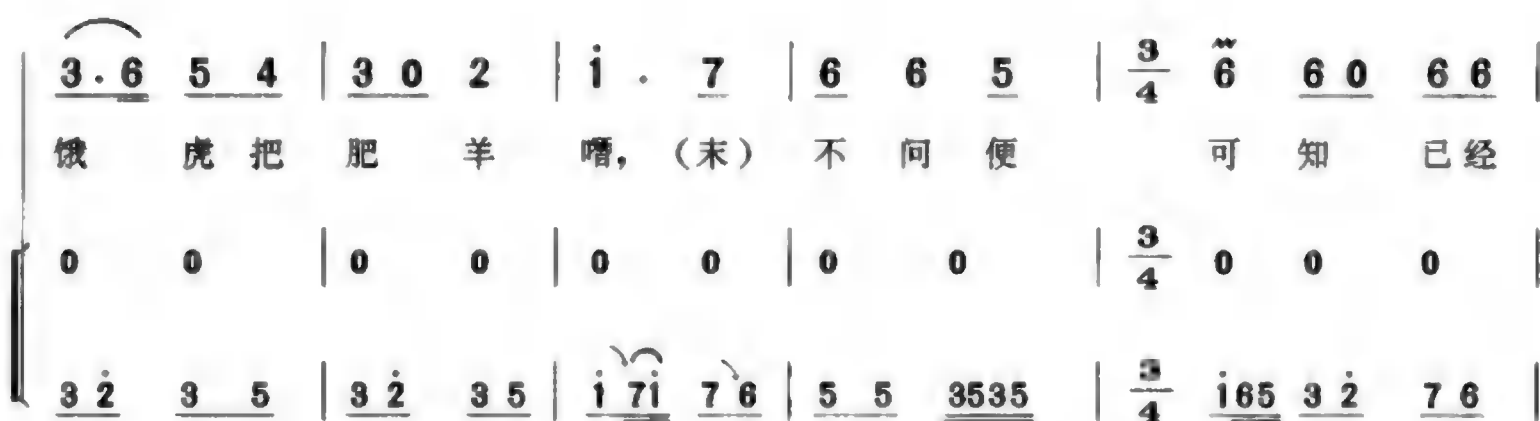 3·6 5 4 | 3 0 2 | i̇ · 7 | 6 6 5 | 3/4 6 6 0 6 6 |
饿 虎 把 肥 羊 嘈，（末） 不 问 便 可 知 已经
0 0 | 0 0 | 0 0 | 0 0 | 3/4 0 0 0 |
3 2̇ 3 5 | 3 2̇ 3 5 | i̇ 7i̇ 7 6 | 5 5 3535 | 3/4 i̇65 3 2̇ 7 6 |